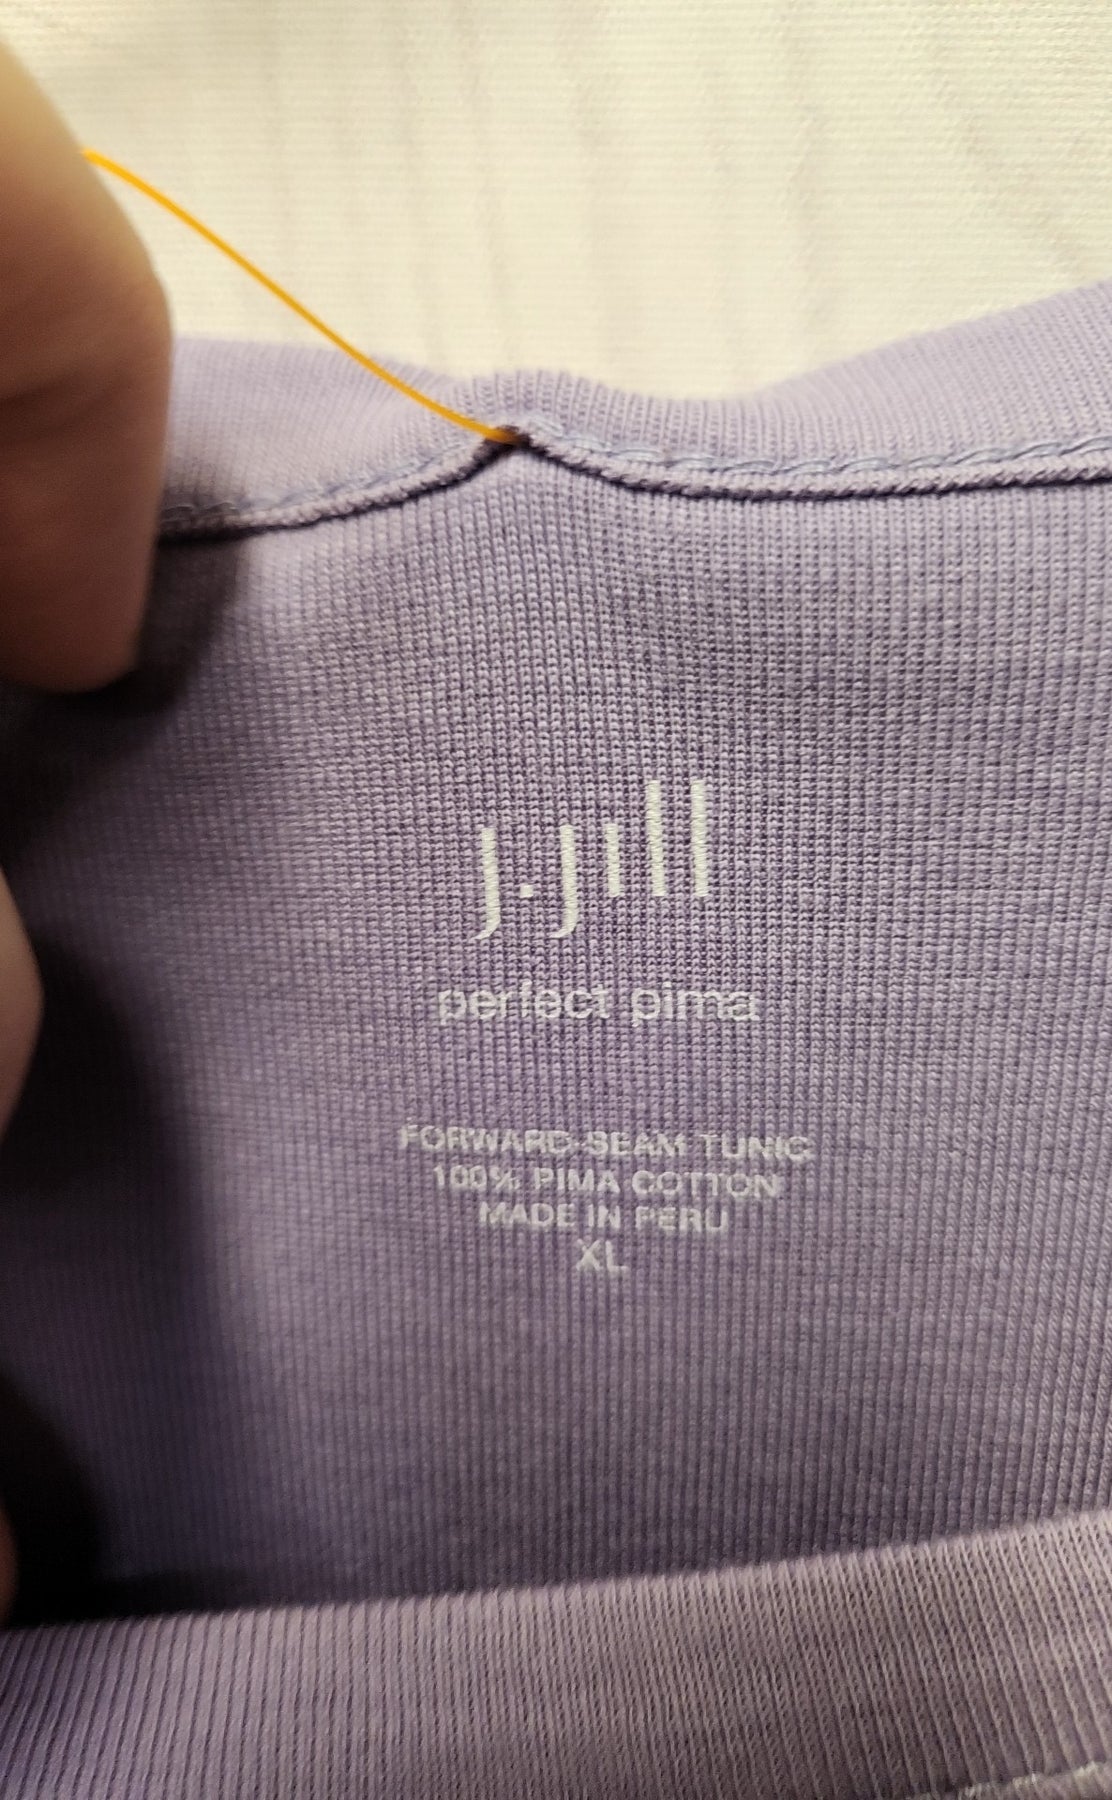 j.jill
perfect pima
FORWARD-SEAM TUNIC
100% PIMA COTTON
MADE IN PERU
XL